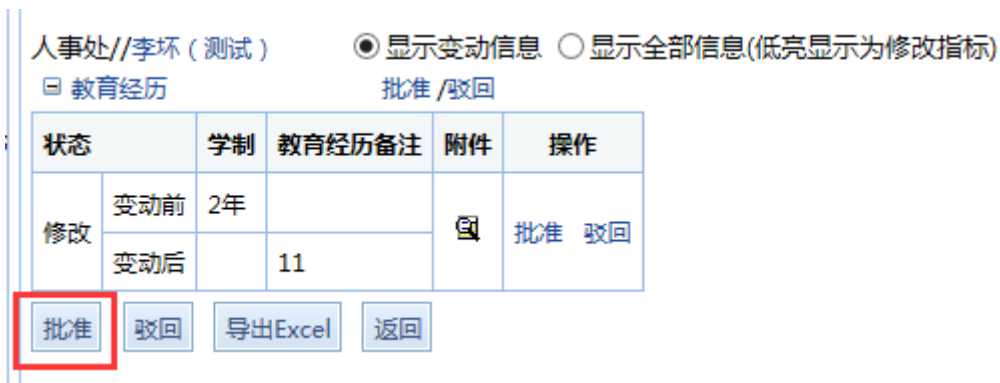 人事处//李坏（测试） 显示变动信息 显示全部信息(低亮显示为修改指标)
教育经历 批准 /驳回
状态 学制 教育经历备注 附件 操作
修改 变动前 2年 批准 驳回
变动后 11
批准 驳回 导出Excel 返回